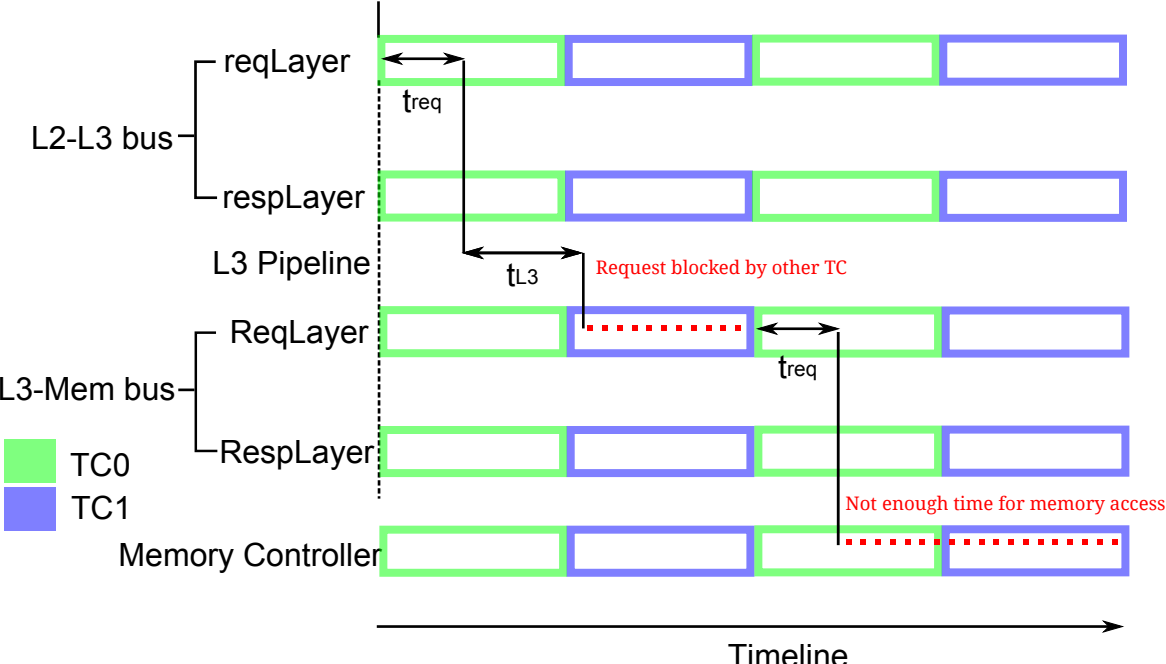 reqLayer
treq
L2-L3 bus
respLayer
L3 Pipeline
tL3
Request blocked by other TC
ReqLayer
treq
L3-Mem bus
RespLayer
TC0
TC1
Not enough time for memory access
Memory Controller
Timeline